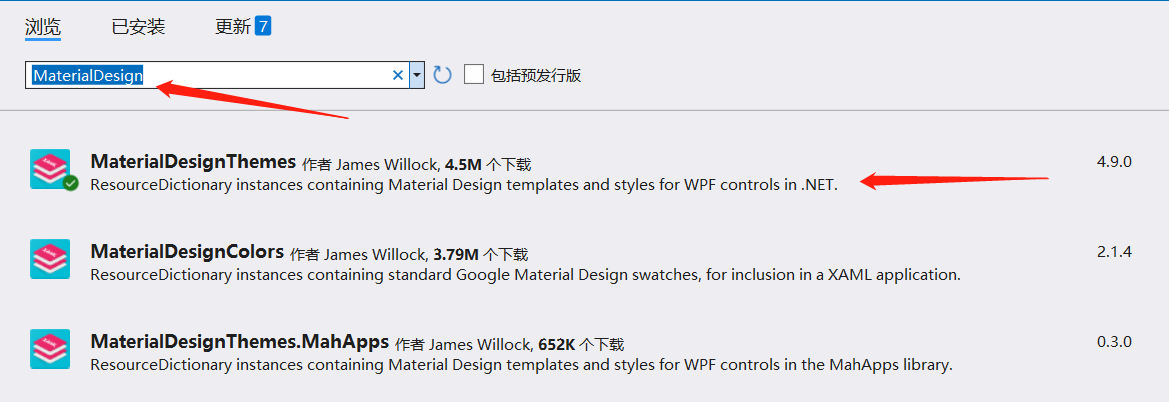 浏览 已安装 更新 7
MaterialDesign 包括预发行版
MaterialDesignThemes 作者 James Willock, 4.5M 个下载 4.9.0
ResourceDictionary instances containing Material Design templates and styles for WPF controls in .NET.
MaterialDesignColors 作者 James Willock, 3.79M 个下载 2.1.4
ResourceDictionary instances containing standard Google Material Design swatches, for inclusion in a XAML application.
MaterialDesignThemes.MahApps 作者 James Willock, 652K 个下载 0.3.0
ResourceDictionary instances containing Material Design templates and styles for WPF controls in the MahApps library.